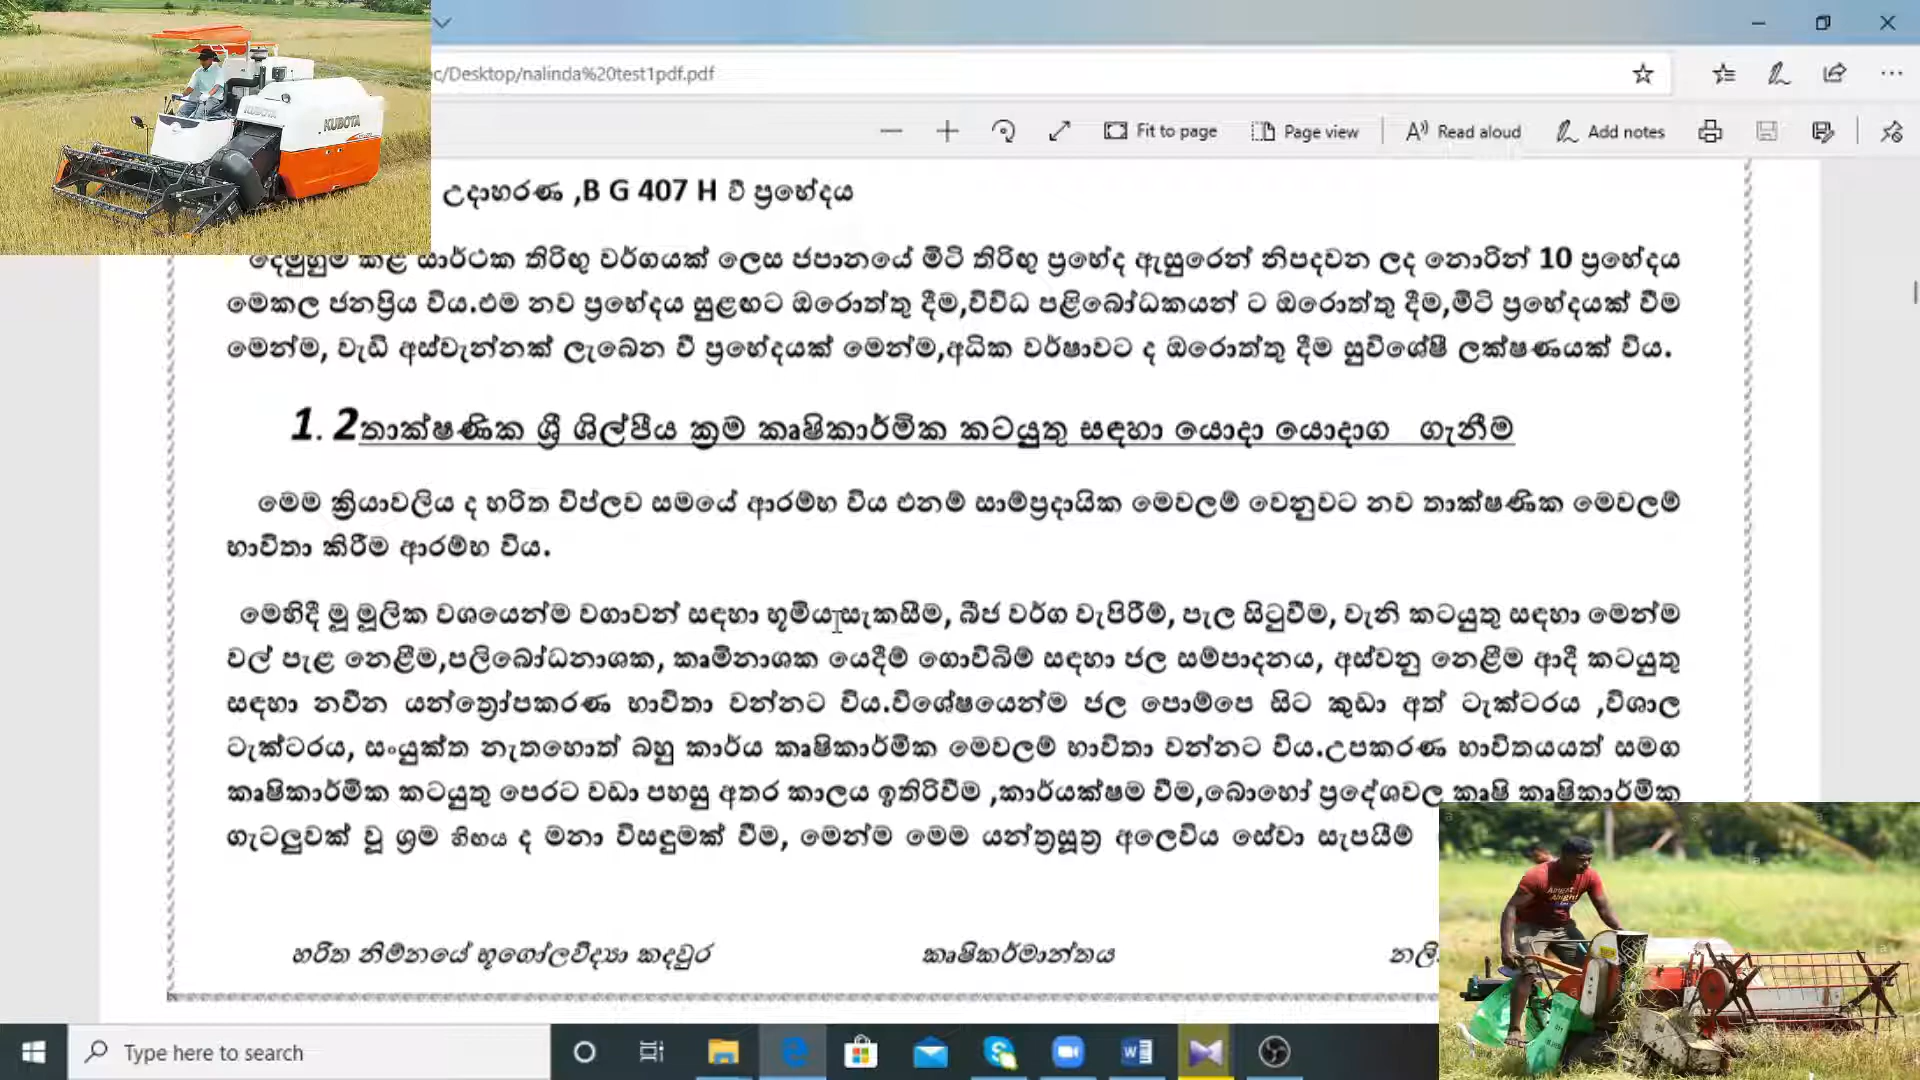 c/Desktop/nalinda%20test1pdf.pdf
Fit to page
Page view
Read aloud
Add notes
KUBOTA
KUBOTA
උදාහරණ ,B G 407 H වී ප්‍රභේදය
දෙමුහුම් කළ සාර්ථක තිරිඟු වර්ගයක් ලෙස ජපානයේ මිටි තිරිඟු ප්‍රභේද ඇසුරෙන් නිපදවන ලද නොරින් 10 ප්‍රභේදය
මෙකල ජනප්‍රිය විය.එම නව ප්‍රභේදය සුළඟට ඔරොත්තු දීම,විවිධ පළිබෝධකයන් ට ඔරොත්තු දීම,මිටි ප්‍රභේදයක් වීම
මෙන්ම, වැඩි අස්වැන්නක් ලැබෙන වී ප්‍රභේදයක් මෙන්ම,අධික වර්ෂාවට ද ඔරොත්තු දීම සුවිශේෂී ලක්ෂණයක් විය.
1. 2තාක්ෂණික ශ්‍රී ශිල්පීය ක්‍රම කෘෂිකාර්මික කටයුතු සඳහා යොදා යොදාග ගැනීම
මෙම ක්‍රියාවලිය ද හරිත විප්ලව සමයේ ආරම්භ විය එනම් සාම්ප්‍රදායික මෙවලම් වෙනුවට නව තාක්ෂණික මෙවලම්
භාවිතා කිරීම ආරම්භ විය.
මෙහිදී මූ මූලික වශයෙන්ම වගාවන් සඳහා භූමිය සැකසීම, බීජ වර්ග වැපිරීම්, පැල සිටුවීම, වැනි කටයුතු සඳහා මෙන්ම
වල් පැළ නෙළීම,පලිබෝධනාශක, කෘමිනාශක යෙදීම් ගොවිබිම් සඳහා ජල සම්පාදනය, අස්වනු නෙළීම ආදී කටයුතු
සඳහා නවීන යන්ත්‍රෝපකරණ භාවිතා වන්නට විය.විශේෂයෙන්ම ජල පොම්පෙ සිට කුඩා අත් ටැක්ටරය ,විශාල
ටැක්ටරය, සංයුක්ත නැතහොත් බහු කාර්ය කෘෂිකාර්මික මෙවලම් භාවිතා වන්නට විය.උපකරණ භාවිතයයත් සමග
කෘෂිකාර්මික කටයුතු පෙරට වඩා පහසු අතර කාලය ඉතිරිවීම ,කාර්යක්ෂම වීම,බොහෝ ප්‍රදේශවල කෘෂි කෘෂිකාර්මික
ගැටලුවක් වූ ශ්‍රම හිඟය ද මනා විසඳුමක් වීම, මෙන්ම මෙම යන්ත්‍රසූත්‍ර අලෙවිය සේවා සැපයීම්
හරිත නිම්නයේ භූගෝලවිද්‍යා කදවුර
කෘෂිකර්මාන්තය
නලි
Type here to search